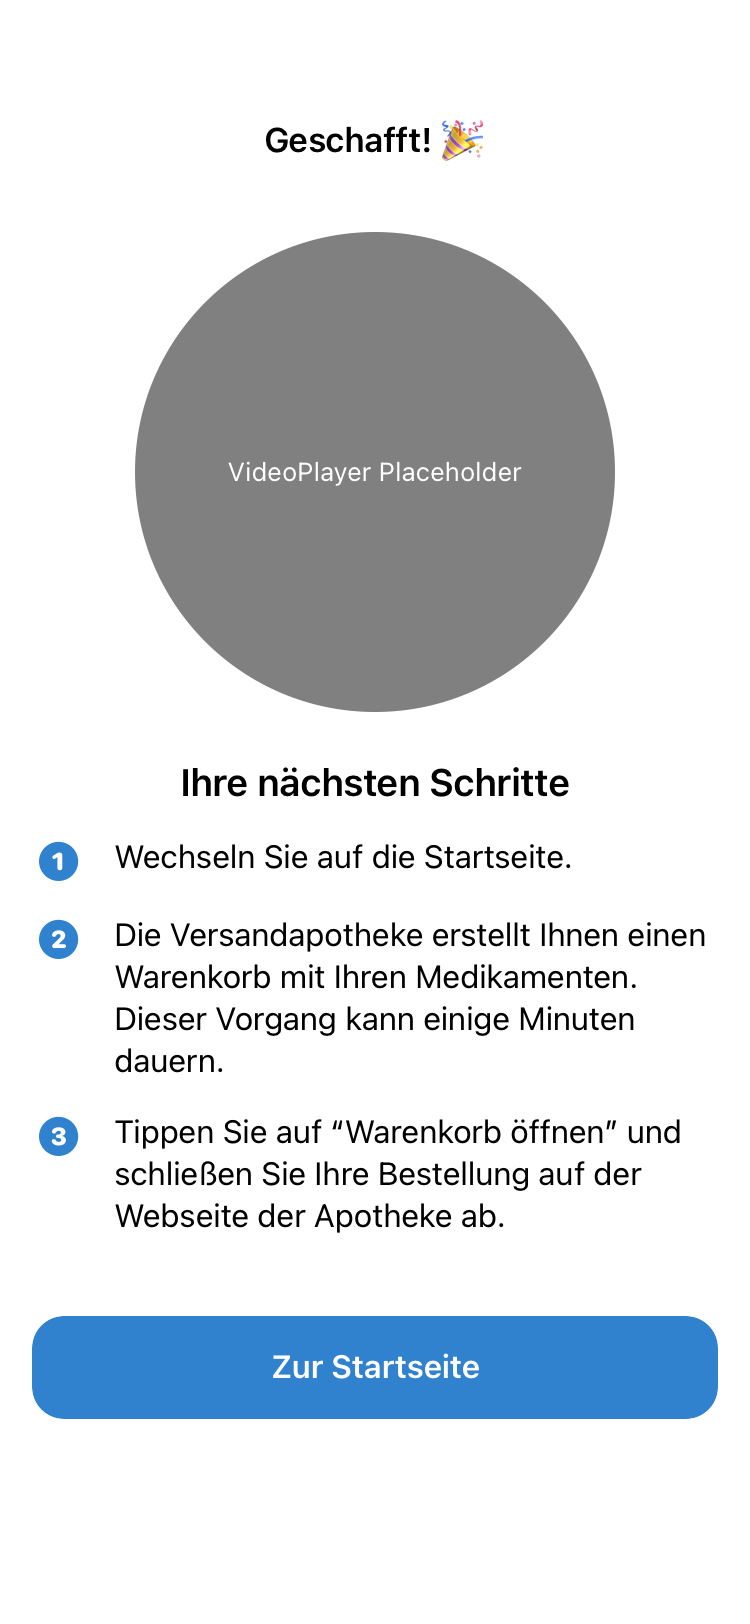 Geschafft! 🎉
VideoPlayer Placeholder
Ihre nächsten Schritte
1 Wechseln Sie auf die Startseite.
2 Die Versandapotheke erstellt Ihnen einen
Warenkorb mit Ihren Medikamenten.
Dieser Vorgang kann einige Minuten
dauern.
3 Tippen Sie auf “Warenkorb öffnen” und
schließen Sie Ihre Bestellung auf der
Webseite der Apotheke ab.
Zur Startseite